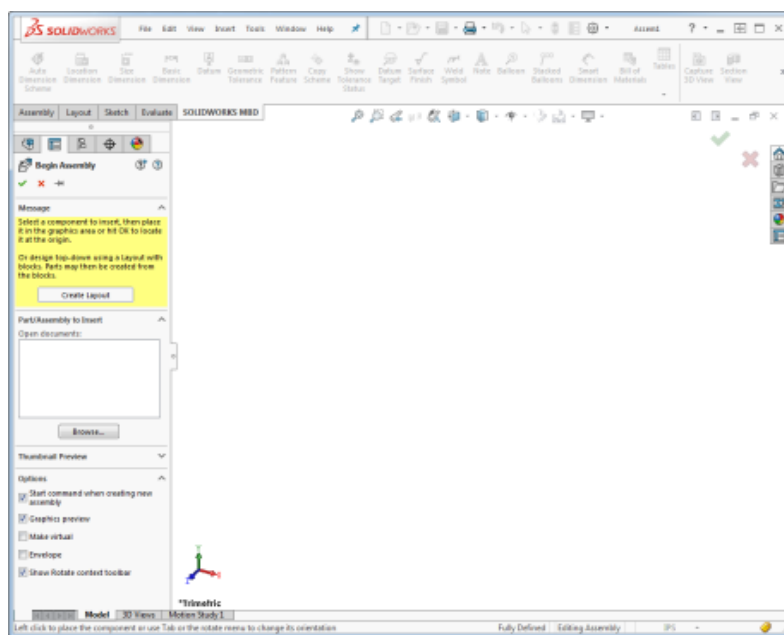 SOLIDWORKS File Edit View Insert Tools Window Help Assem1 ?
Auto Dimension Scheme
Location Dimension
Size Dimension
Basic Dimension
Datum
Geometric Tolerance
Pattern Feature
Copy Scheme
Show Tolerance Status
Datum Target
Surface Finish
Weld Symbol
Note
Balloon
Stacked Balloons
Smart Dimension
Bill of Materials
Tables
Capture 3D View
Section View
Assembly Layout Sketch Evaluate SOLIDWORKS MBD
Begin Assembly
Message
Select a component to insert, then place
it in the graphics area or hit OK to locate
it at the origin.
Or design top-down using a Layout with
blocks. Parts may then be created from
the blocks.
Create Layout
Part/Assembly to Insert
Open documents:
Browse...
Thumbnail Preview
Options
Start command when creating new
assembly
Graphics preview
Make virtual
Envelope
Show Rotate context toolbar
*Trimetric
Model 3D Views Motion Study 1
Left click to place the component or use Tab or the rotate menu to change its orientation Fully Defined Editing Assembly IPS -